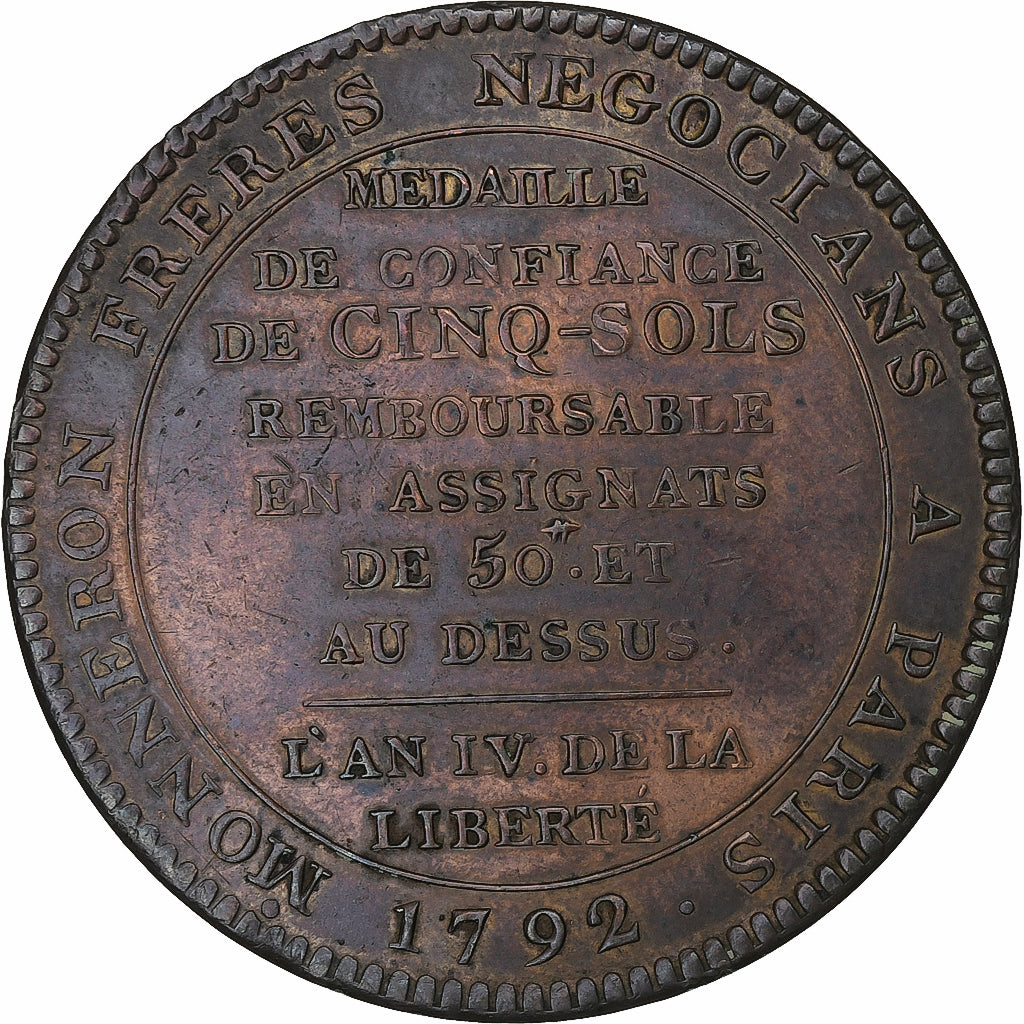 MONNERON FRERES NEGOCIANS A PARIS
MEDAILLE
DE CONFIANCE
DE CINQ-SOLS
REMBOURSABLE
EN ASSIGNATS
DE 50ᵗᵗ. ET
AU DESSUS.
L'AN IV. DE LA
LIBERTÉ
. 1792 .